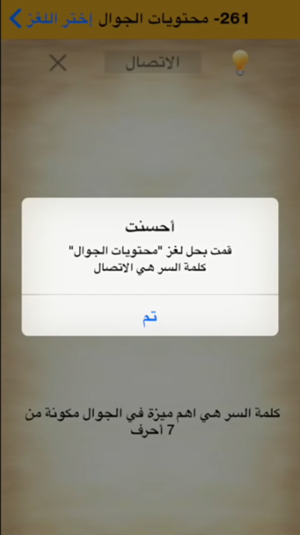 261- محتويات الجوال إختر اللغز
الاتصال
أحسنت
قمت بحل لغز "محتويات الجوال"
كلمة السر هي الاتصال
تم
كلمة السر هي اهم ميزة في الجوال مكونة من
7 أحرف